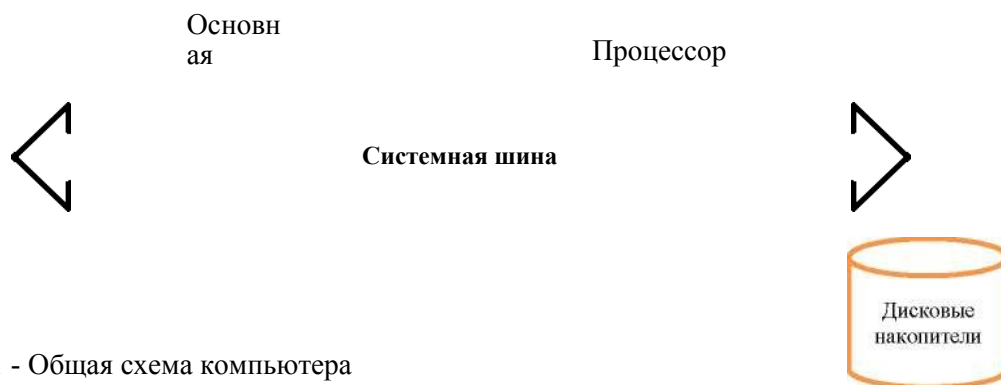 Основн
ая
Процессор
Системная шина
Дисковые
накопители
- Общая схема компьютера